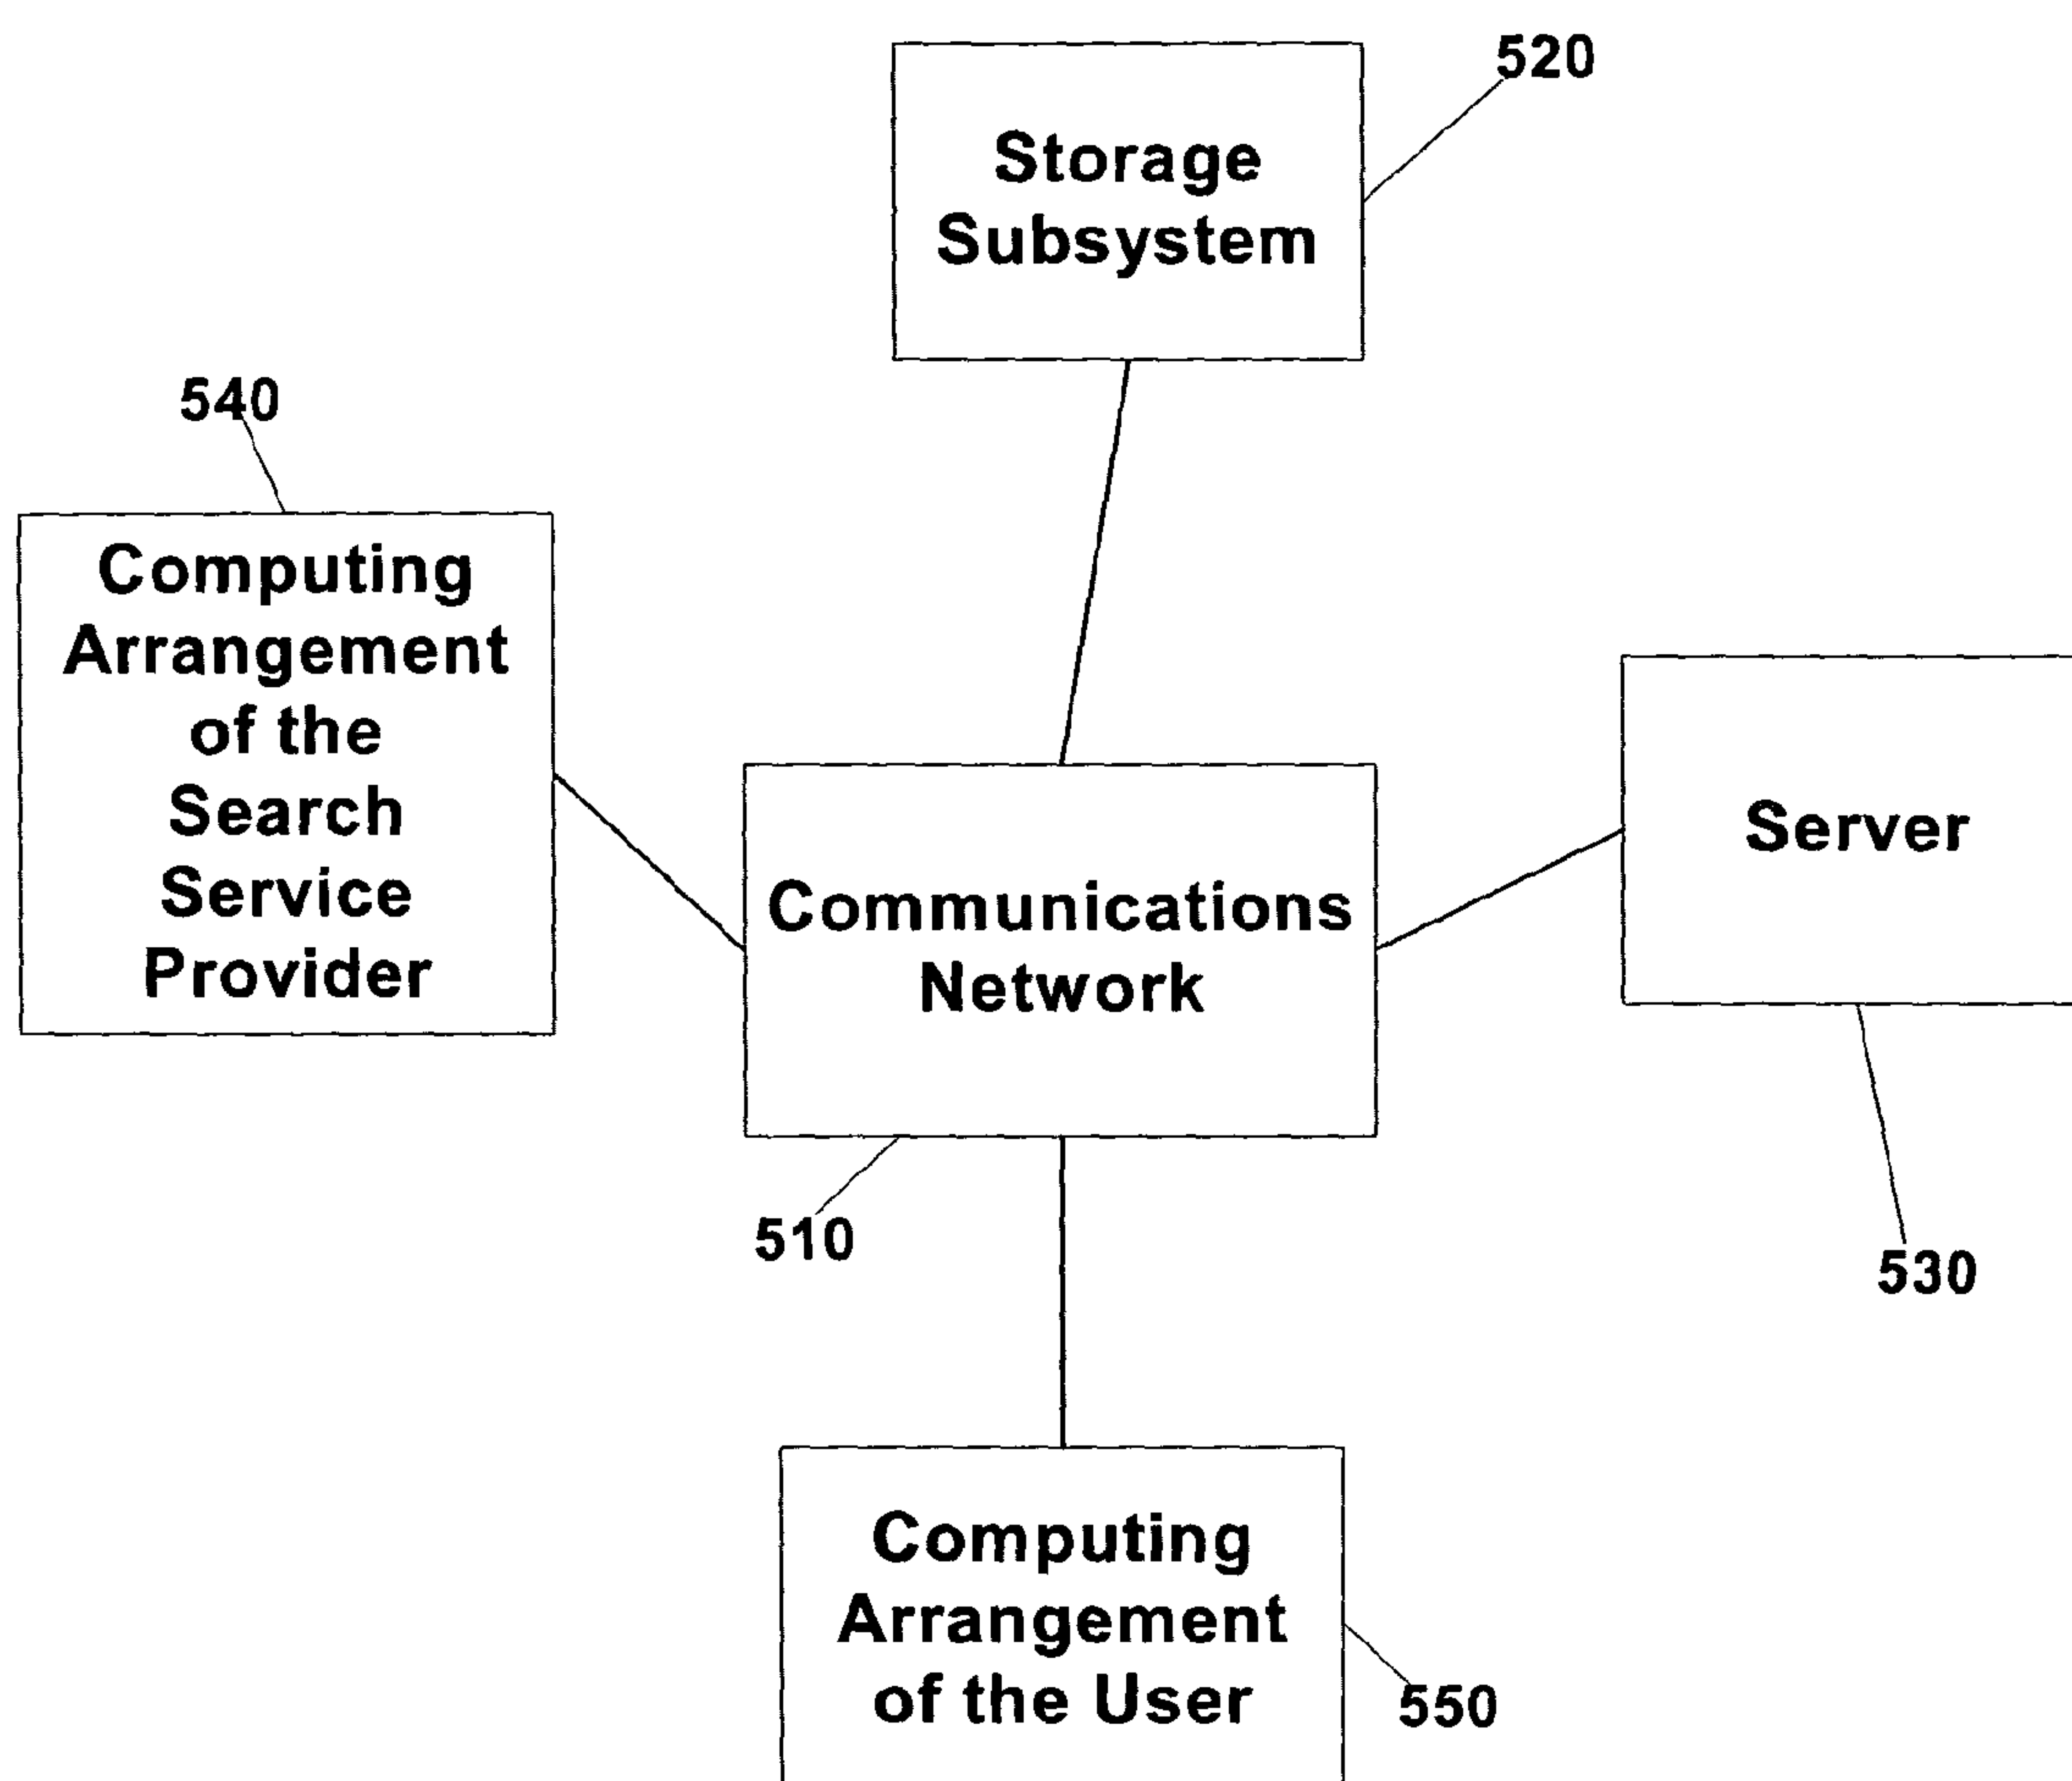 520
Storage
Subsystem
540
Computing
Arrangement
of the
Search
Service
Provider
Server
Communications
Network
510
530
Computing
Arrangement
of the User
550